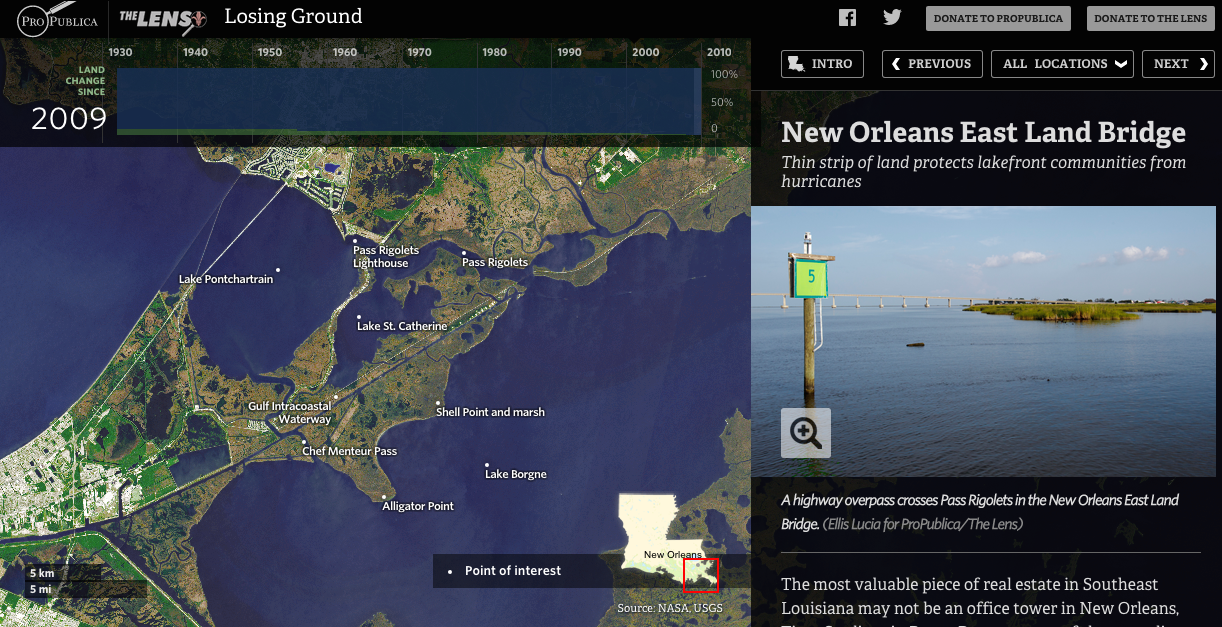 PROPUBLICA
THE LENS
Losing Ground
DONATE TO PROPUBLICA
DONATE TO THE LENS
1930
1940
1950
1960
1970
1980
1990
2000
2010
LAND
CHANGE
SINCE
2009
100%
50%
0
INTRO
PREVIOUS
ALL LOCATIONS
NEXT
New Orleans East Land Bridge
Thin strip of land protects lakefront communities from
hurricanes
5
Pass Rigolets
Lighthouse
Pass Rigolets
Lake Pontchartrain
Lake St. Catherine
Gulf Intracoastal
Waterway
Shell Point and marsh
Chef Menteur Pass
Lake Borgne
Alligator Point
New Orleans
Point of interest
5 km
5 mi
Source: NASA, USGS
A highway overpass crosses Pass Rigolets in the New Orleans East Land
Bridge. (Ellis Lucia for ProPublica/The Lens)
The most valuable piece of real estate in Southeast
Louisiana may not be an office tower in New Orleans,